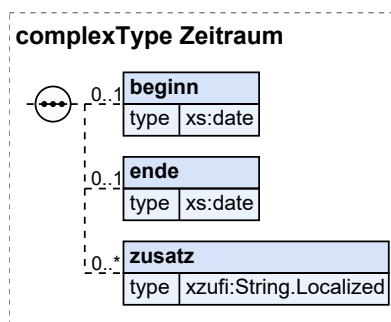 complexType Zeitraum
0..1 beginn
type xs:date
0..1 ende
type xs:date
0..* zusatz
type xzufi:String.Localized